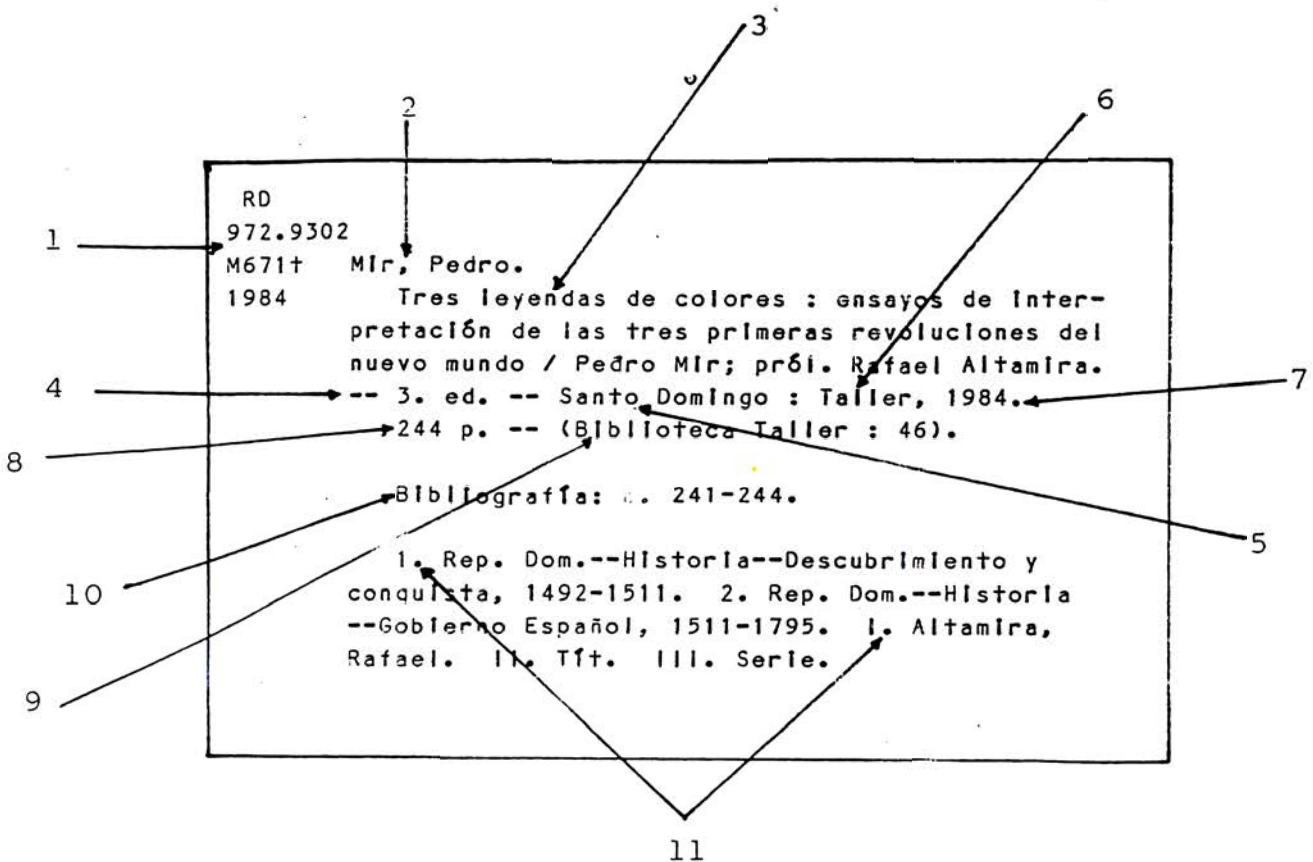 3
6
2
RD
1
972.9302
M671t Mir, Pedro.
1984 Tres leyendas de colores : ensayos de inter-
pretación de las tres primeras revoluciones del
nuevo mundo / Pedro Mir; pról. Rafael Altamira.
4 -- 3. ed. -- Santo Domingo : Taller, 1984. 7
8 244 p. -- (Biblioteca Taller : 46).
Bibliografía: . 241-244.
5
1. Rep. Dom.--Historia--Descubrimiento y
10 conquista, 1492-1511. 2. Rep. Dom.--Historia
--Gobierno Español, 1511-1795. I. Altamira,
Rafael. II. Tít. III. Serie.
9
11